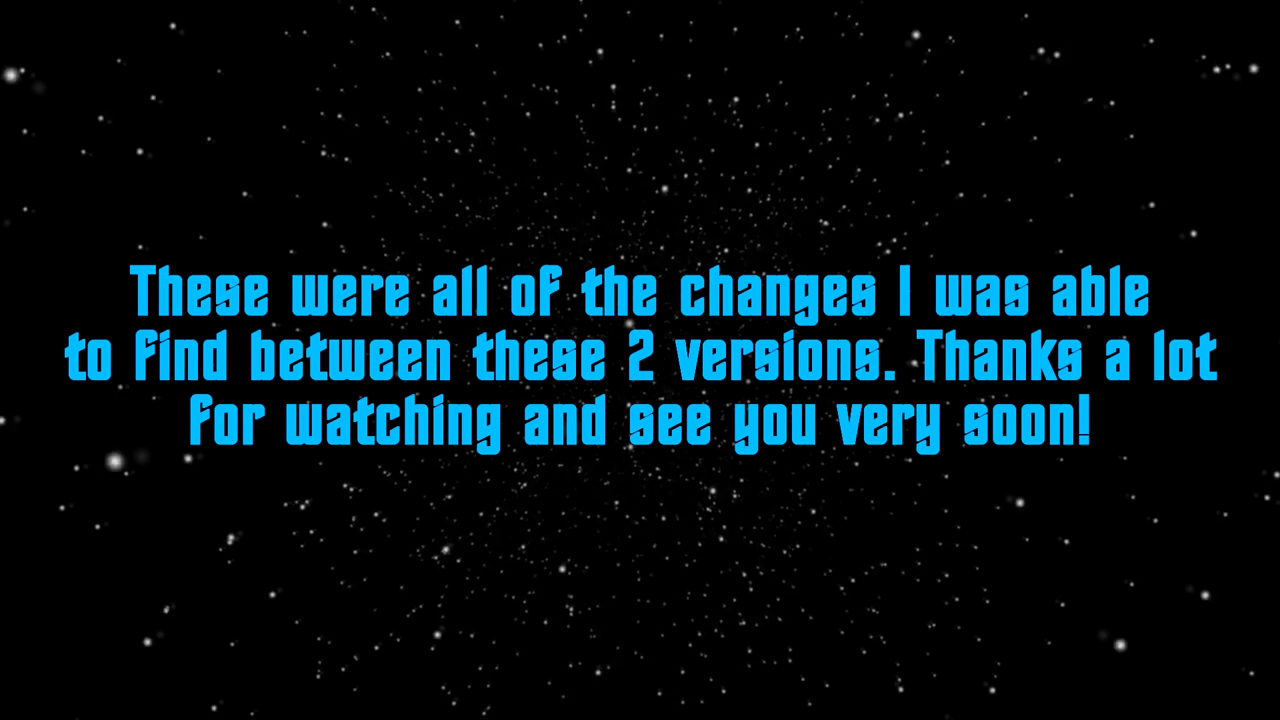 These were all of the changes I was able
to find between these 2 versions. Thanks a lot
for watching and see you very soon!